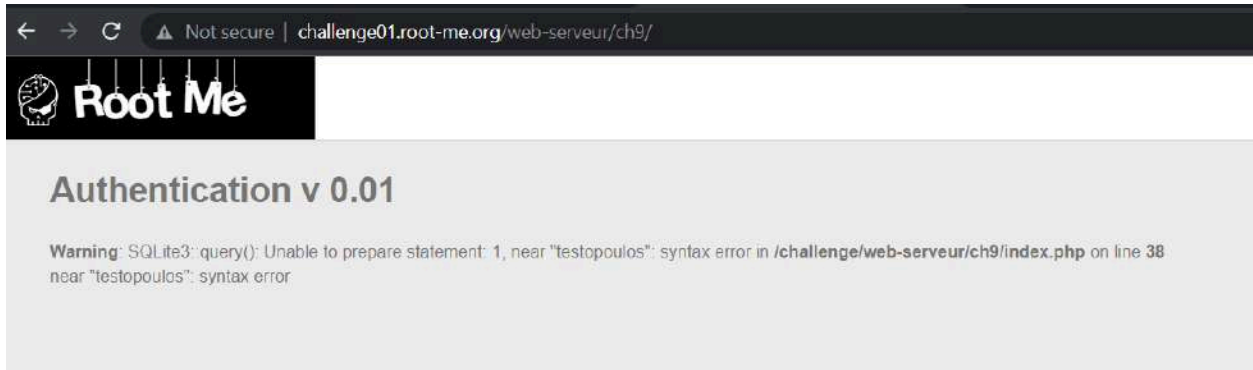 Not secure | challenge01.root-me.org/web-serveur/ch9/
Root Me
Authentication v 0.01
Warning: SQLite3::query(): Unable to prepare statement: 1, near "testopoulos": syntax error in /challenge/web-serveur/ch9/index.php on line 38
near "testopoulos": syntax error